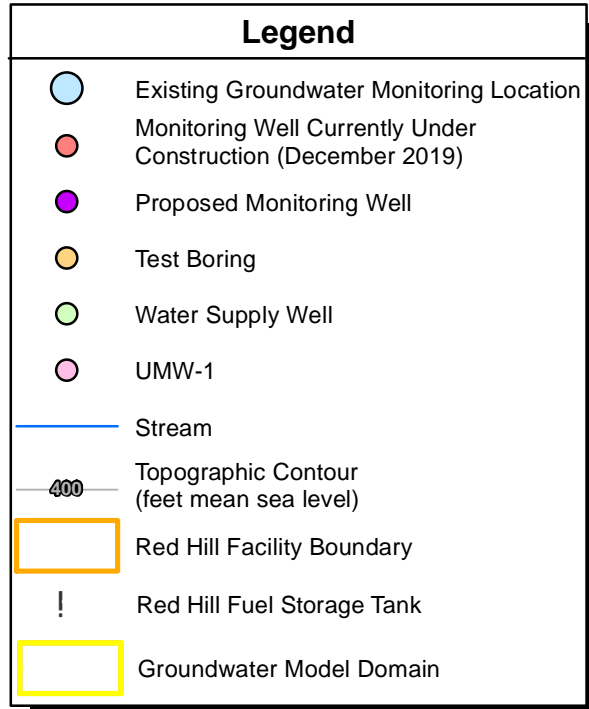 Legend
Existing Groundwater Monitoring Location
Monitoring Well Currently Under
Construction (December 2019)
Proposed Monitoring Well
Test Boring
Water Supply Well
UMW-1
Stream
400
Topographic Contour
(feet mean sea level)
Red Hill Facility Boundary
!
Red Hill Fuel Storage Tank
Groundwater Model Domain